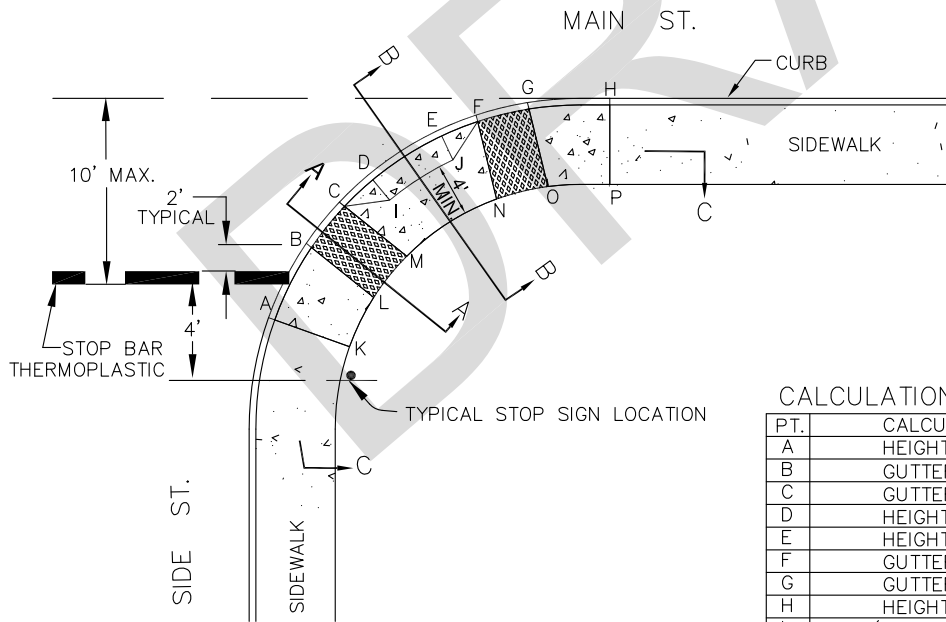 MAIN ST.
CURB
SIDEWALK
10' MAX.
2'
TYPICAL
4'
STOP BAR
THERMOPLASTIC
TYPICAL STOP SIGN LOCATION
4'
MIN
SIDE ST.
SIDEWALK
A
B
C
D
E
F
G
H
I
J
K
L
M
N
O
P
A
A
B
B
C
C
CALCULATION
PT. CALCU
A HEIGHT
B GUTTE
C GUTTE
D HEIGHT
E HEIGHT
F GUTTE
G GUTTE
H HEIGHT